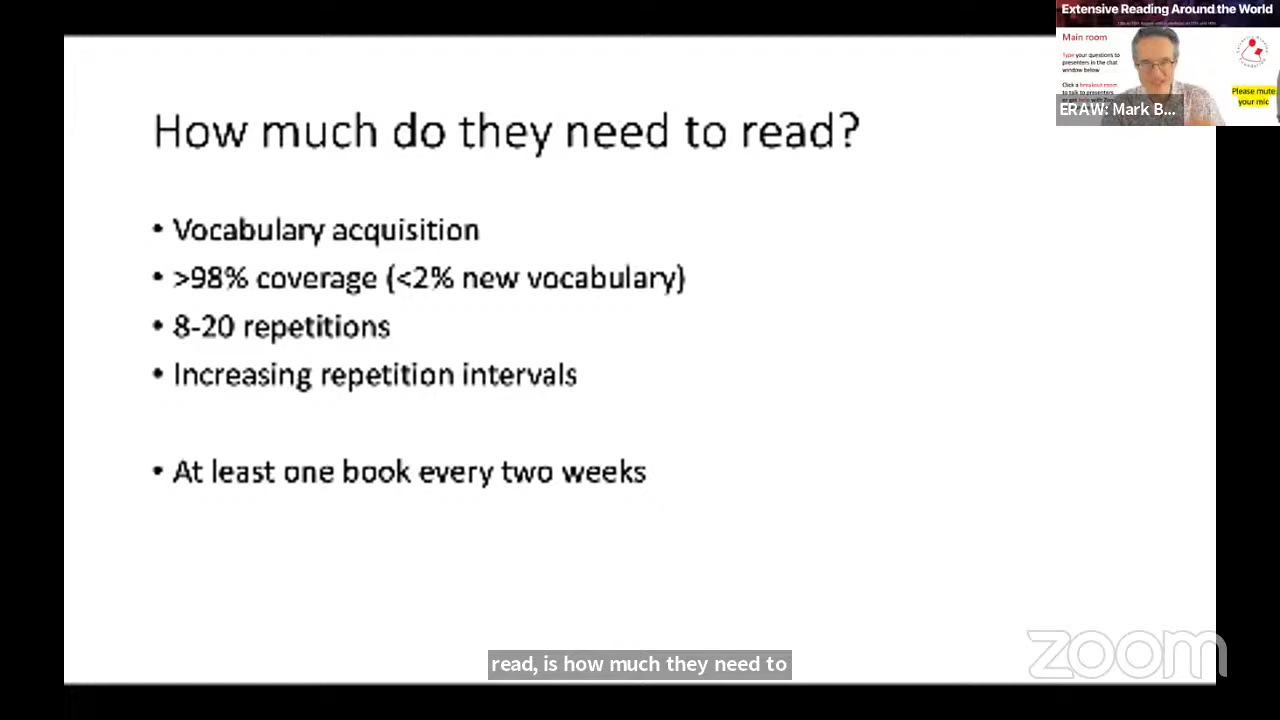 How much do they need to read?
• Vocabulary acquisition
• >98% coverage (<2% new vocabulary)
• 8-20 repetitions
• Increasing repetition intervals
• At least one book every two weeks
Extensive Reading Around the World
Main room
Type your questions to
presenters in the chat
window below
Click a breakout room
to talk to presenters
Please mute
your mic
ERAW: Mark B...
read, is how much they need to
zoom